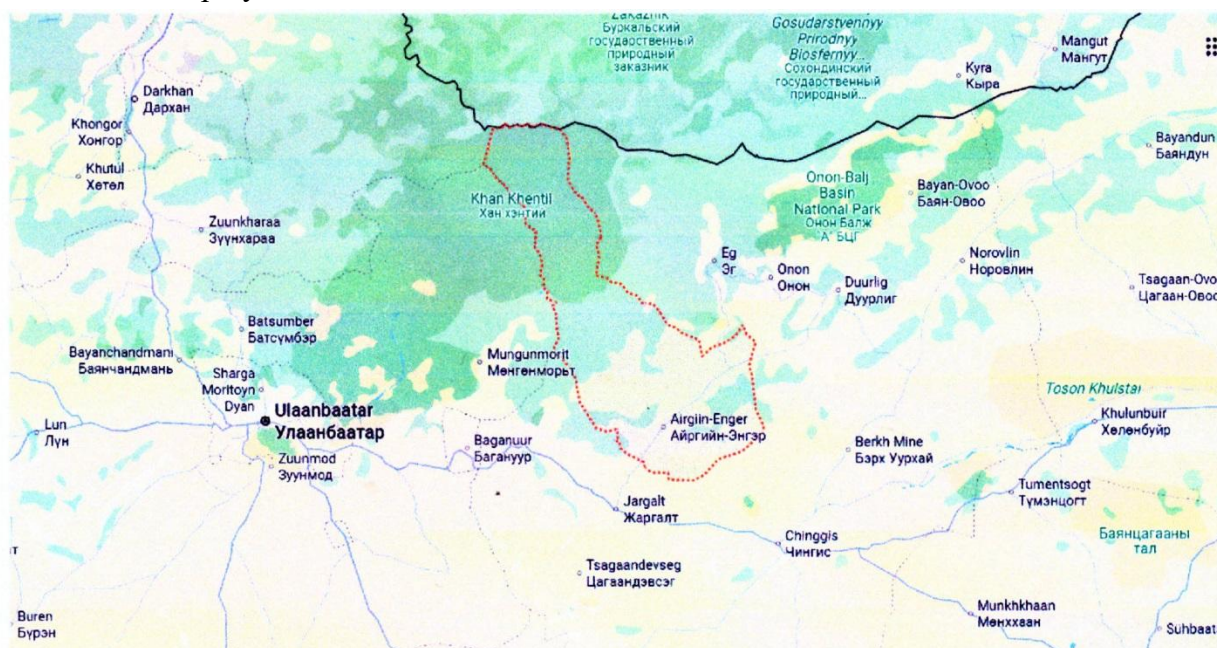 Zakaznik
Буркальский
государственный
природный
заказник
Gosudarstvennyy
Prirodnyy
Biosfernyy...
Сохондинский
государственный
природный...
Mangut
Мангут
Kyra
Кыра
Darkhan
Дархан
Khongor
Хонгор
Khutul
Хөтөл
Bayandun
Баяндун
Onon-Balj
Basin
National Park
Онон Балж
"А" БЦГ
Bayan-Ovoo
Баян-Овоо
Khan Khentii
Хан хэнтии
Zuunkharaa
Зүүнхараа
Eg
Эг
Onon
Онон
Duurlig
Дуурлиг
Norovlin
Норовлин
Tsagaan-Ovoo
Цагаан-Овоо
Batsumber
Батсүмбэр
Bayanchandmani
Баянчандмань
Mungunmorit
Мөнгөнморьт
Sharga
Moritoyn
Dyan
Ulaanbaatar
Улаанбаатар
Toson Khulstai
Khulunbuir
Хөлөнбуйр
Lun
Лүн
Airgiin-Enger
Айргийн-Энгэр
Baganuur
Багануур
Berkh Mine
Бэрх Уурхай
Zuunmod
Зуунмод
Tumentsogt
Түмэнцогт
Jargalt
Жаргалт
Chinggis
Чингис
Баянцагааны
тал
Tsagaandevseg
Цагаандэвсэг
Munkhkhaan
Мөнххаан
Buren
Бүрэн
Sühbaat